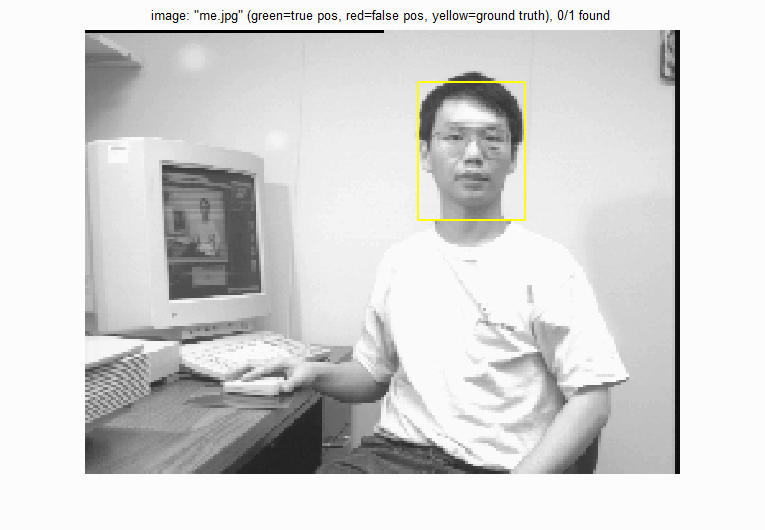 image: "me.jpg" (green=true pos, red=false pos, yellow=ground truth), 0/1 found